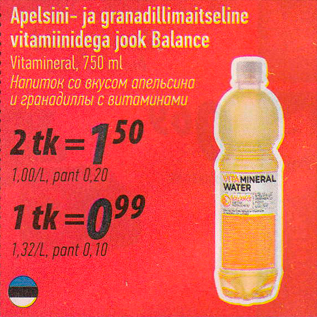 Apelsini- ja granadillimaitseline
vitamiinidega jook Balance
Vitamineral, 750 ml
Напиток со вкусом апельсина
и гранадиллы с витаминами
2 tk = 1,50
1,00/L, pant 0,20
1 tk = 0,99
1,32/L, pant 0,10
VITAMINERAL
WATER